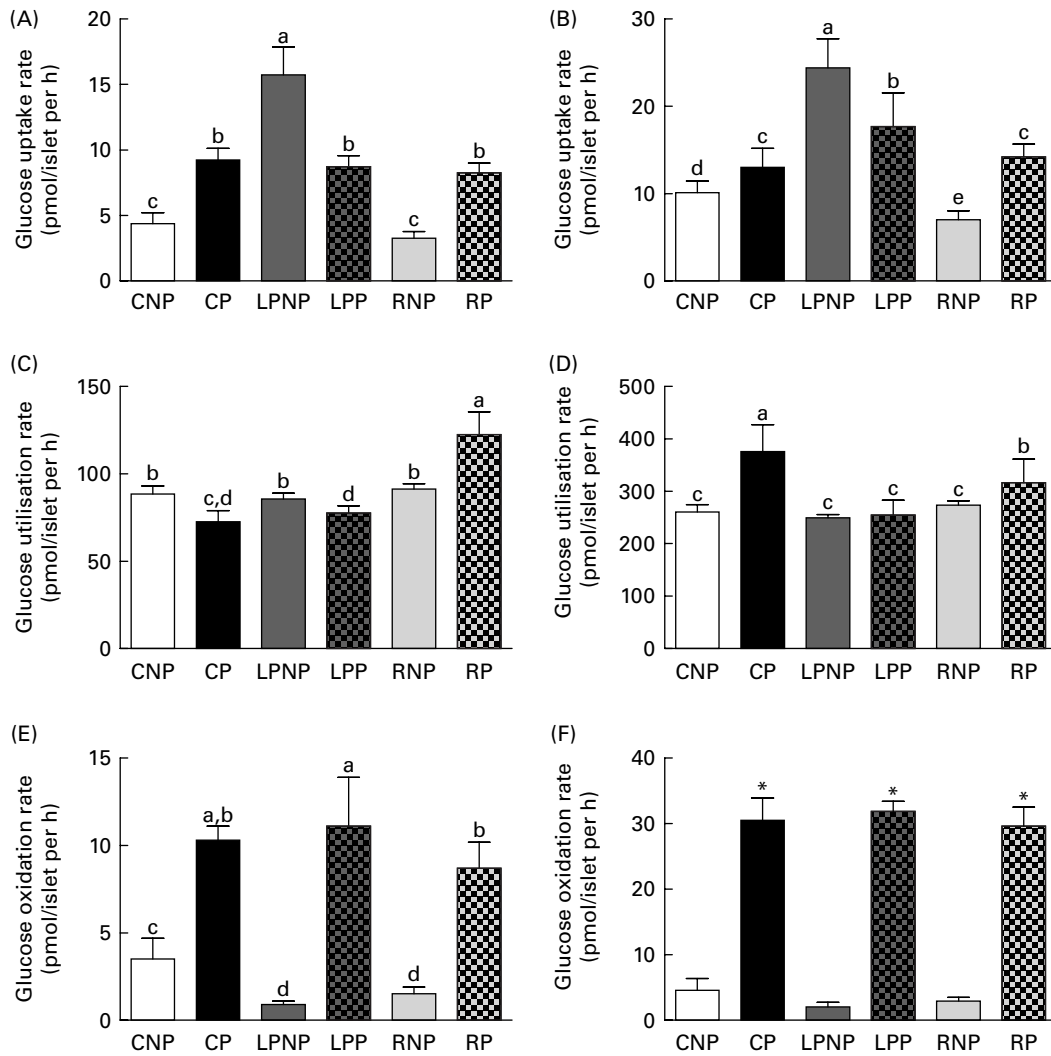 (A)
Glucose uptake rate
(pmol/islet per h)
20
15
10
5
0
c
b
a
b
c
b
CNP CP LPNP LPP RNP RP
(B)
Glucose uptake rate
(pmol/islet per h)
30
20
10
0
d
c
a
b
e
c
CNP CP LPNP LPP RNP RP
(C)
Glucose utilisation rate
(pmol/islet per h)
150
100
50
0
b
c,d
b
d
b
a
CNP CP LPNP LPP RNP RP
(D)
Glucose utilisation rate
(pmol/islet per h)
500
400
300
200
100
0
c
a
c
c
c
b
CNP CP LPNP LPP RNP RP
(E)
Glucose oxidation rate
(pmol/islet per h)
15
10
5
0
c
a,b
d
a
d
b
CNP CP LPNP LPP RNP RP
(F)
Glucose oxidation rate
(pmol/islet per h)
40
30
20
10
0
*
*
*
CNP CP LPNP LPP RNP RP